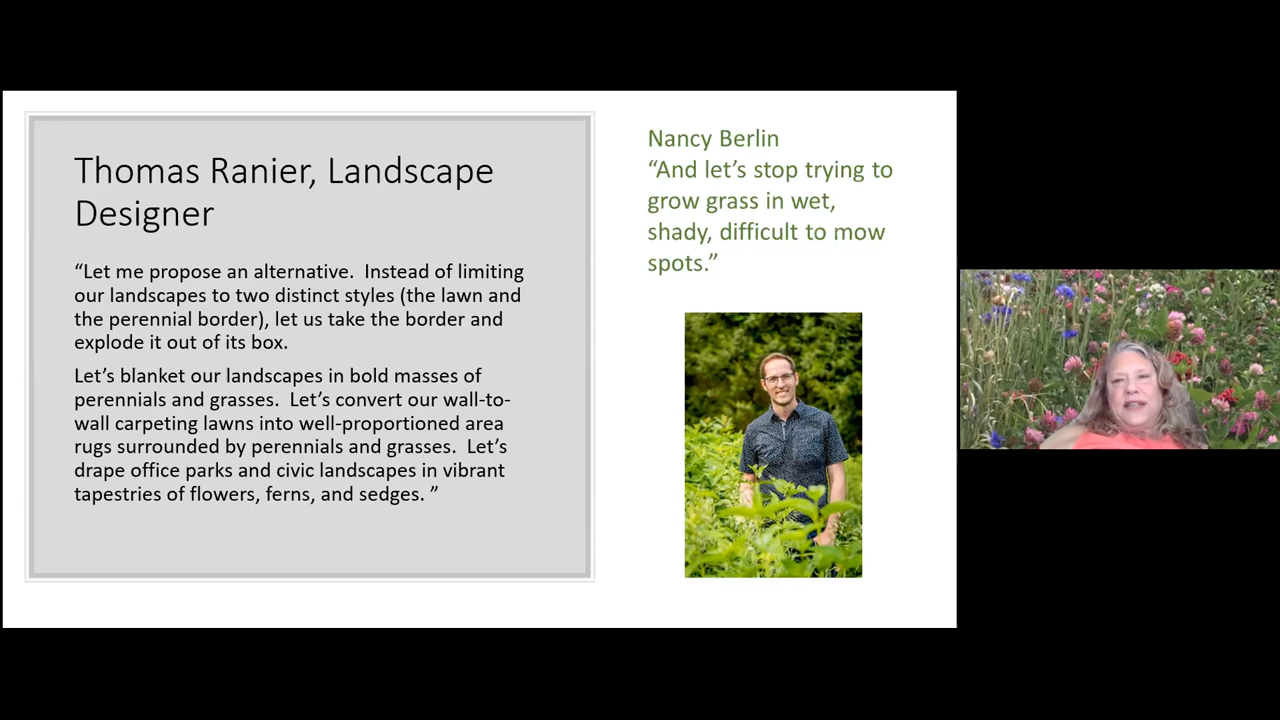 Thomas Ranier, Landscape
Designer
“Let me propose an alternative.  Instead of limiting
our landscapes to two distinct styles (the lawn and
the perennial border), let us take the border and
explode it out of its box.
Let’s blanket our landscapes in bold masses of
perennials and grasses.  Let’s convert our wall-to-
wall carpeting lawns into well-proportioned area
rugs surrounded by perennials and grasses.  Let’s
drape office parks and civic landscapes in vibrant
tapestries of flowers, ferns, and sedges. ”
Nancy Berlin
“And let’s stop trying to
grow grass in wet,
shady, difficult to mow
spots.”